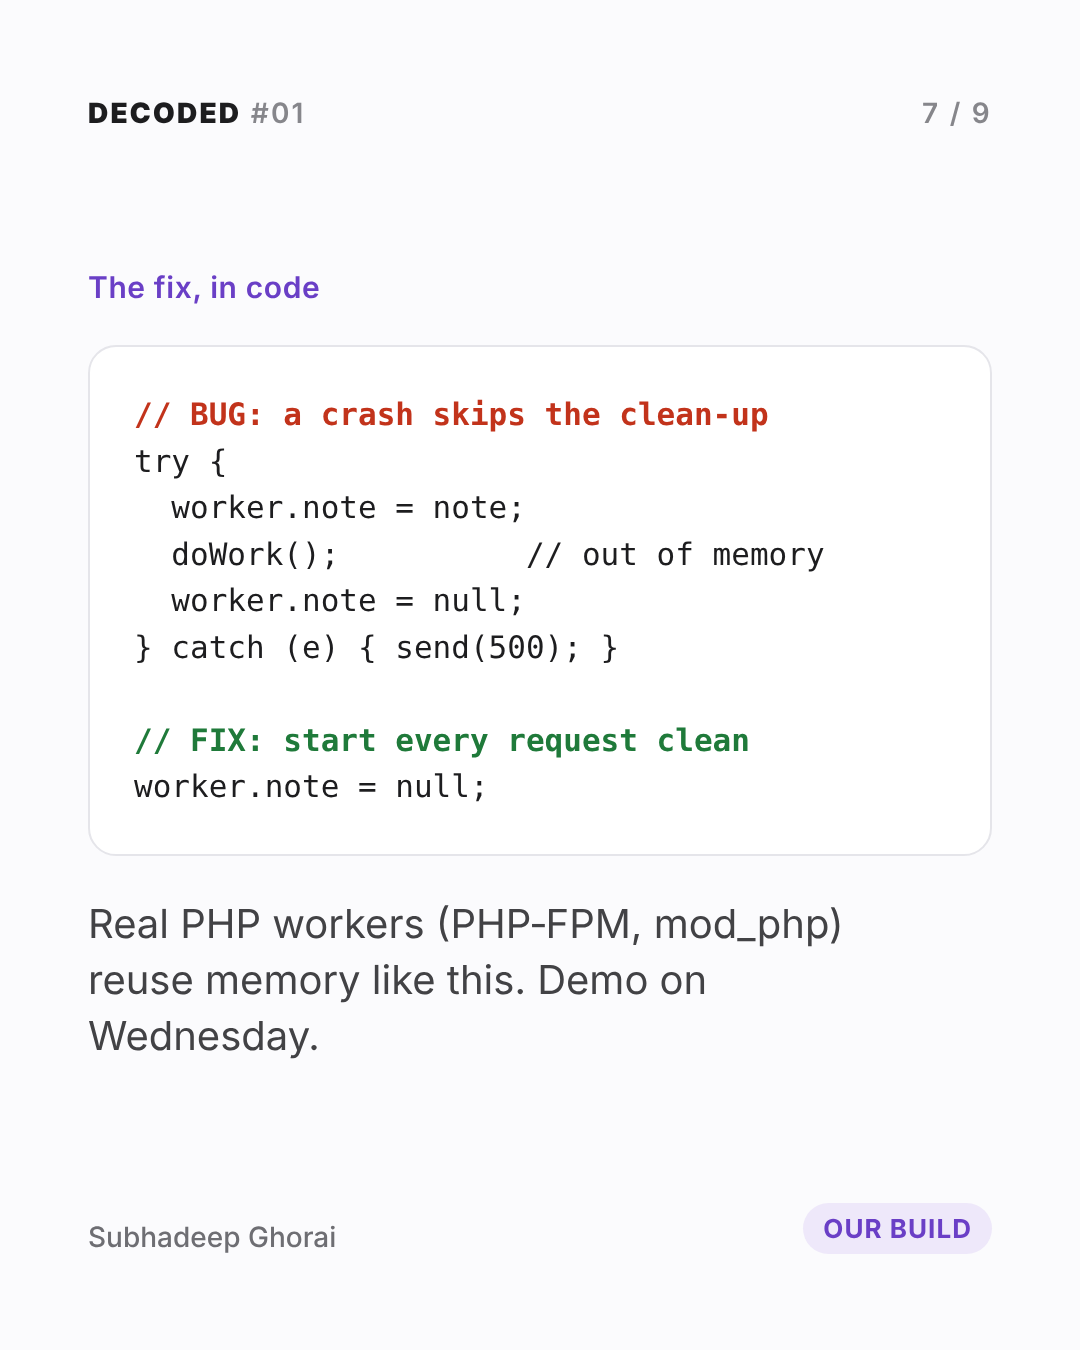 DECODED #01
7 / 9
The fix, in code
// BUG: a crash skips the clean-up
try {
  worker.note = note;
  doWork();          // out of memory
  worker.note = null;
} catch (e) { send(500); }

// FIX: start every request clean
worker.note = null;
Real PHP workers (PHP-FPM, mod_php)
reuse memory like this. Demo on
Wednesday.
Subhadeep Ghorai
OUR BUILD